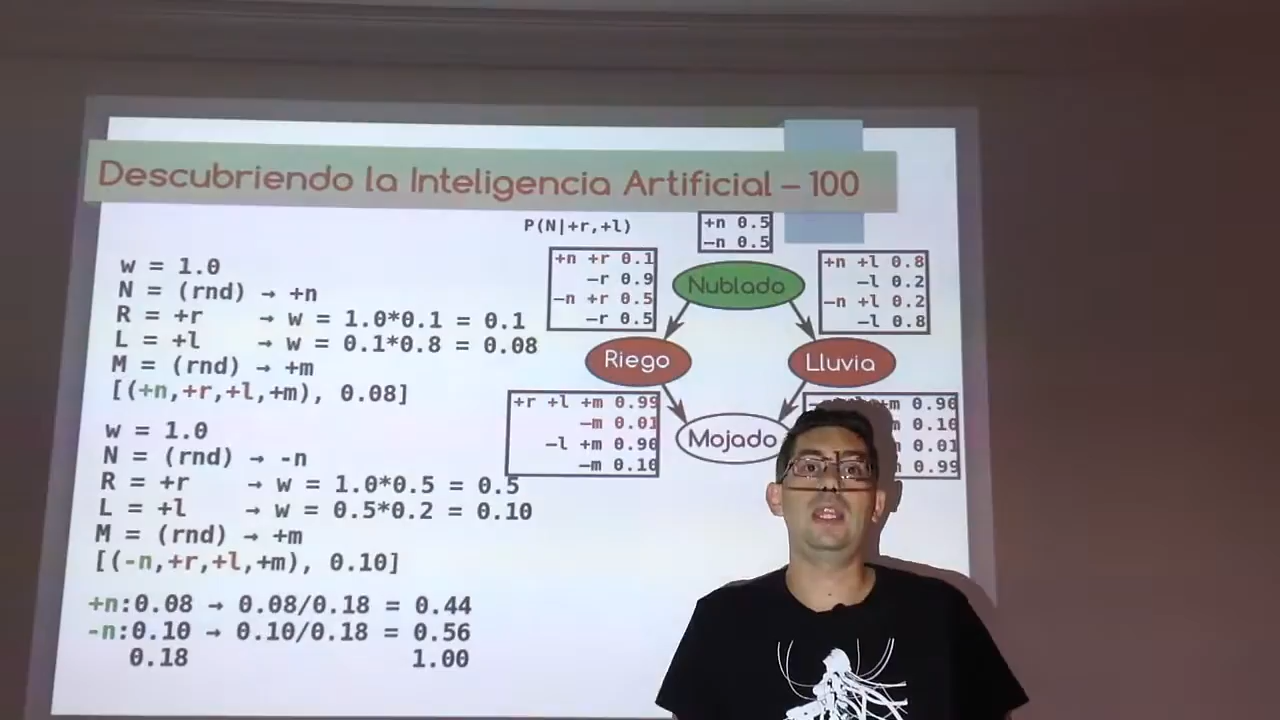 Descubriendo la Inteligencia Artificial – 100
P(N|+r,+l)
+n 0.5
−n 0.5
+n +r 0.1
−r 0.9
−n +r 0.5
−r 0.5
Nublado
+n +l 0.8
−l 0.2
−n +l 0.2
−l 0.8
Riego
Lluvia
+r +l +m 0.99
−m 0.01
−l +m 0.90
−m 0.10
Mojado
+m 0.90
m 0.10
0.01
0.99
w = 1.0
N = (rnd) → +n
R = +r → w = 1.0*0.1 = 0.1
L = +l → w = 0.1*0.8 = 0.08
M = (rnd) → +m
[(+n,+r,+l,+m), 0.08]
w = 1.0
N = (rnd) → -n
R = +r → w = 1.0*0.5 = 0.5
L = +l → w = 0.5*0.2 = 0.10
M = (rnd) → +m
[(-n,+r,+l,+m), 0.10]
+n:0.08 → 0.08/0.18 = 0.44
-n:0.10 → 0.10/0.18 = 0.56
0.18 1.00